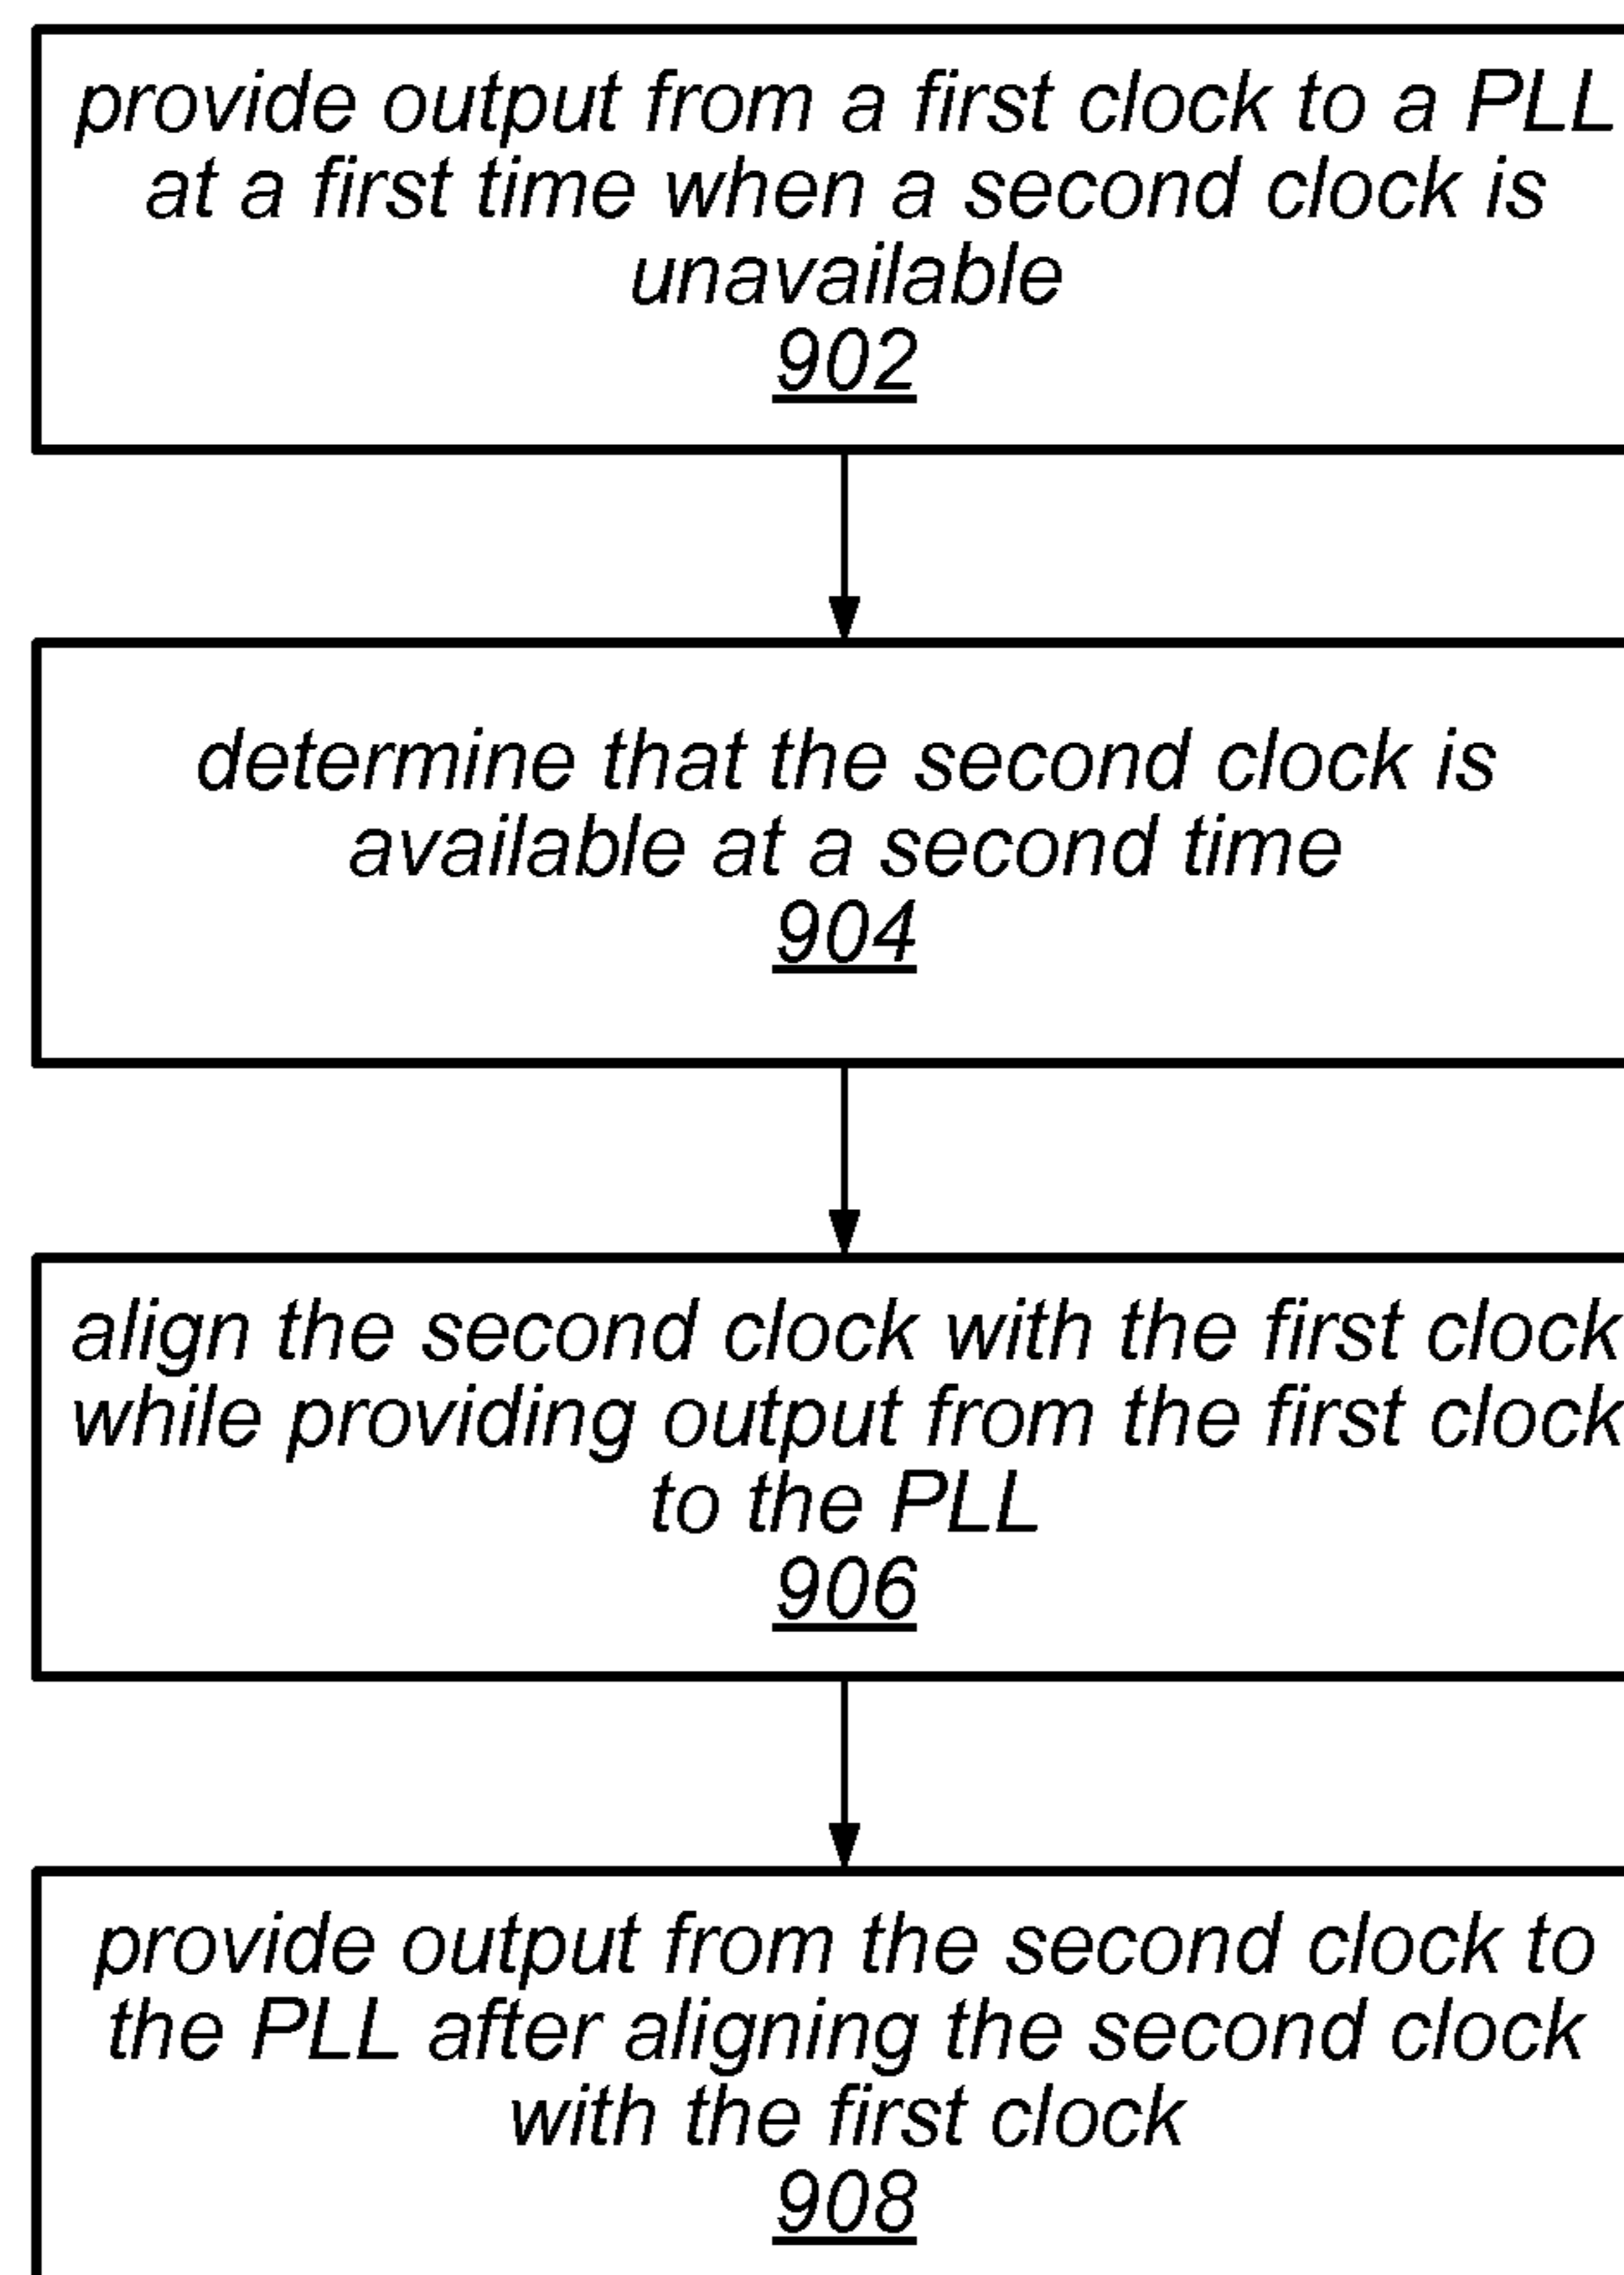 provide output from a first clock to a PLL
at a first time when a second clock is
unavailable
902
determine that the second clock is
available at a second time
904
align the second clock with the first clock
while providing output from the first clock
to the PLL
906
provide output from the second clock to
the PLL after aligning the second clock
with the first clock
908